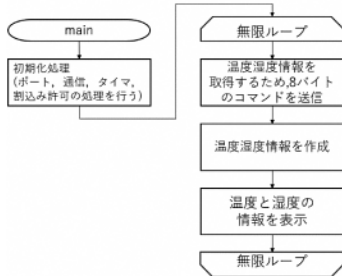 main
初期化処理
(ポート, 通信, タイマ,
割込み許可の処理を行う)
無限ループ
温度湿度情報を
取得するため,8バイト
のコマンドを送信
温度湿度情報を作成
温度と湿度の
情報を表示
無限ループ